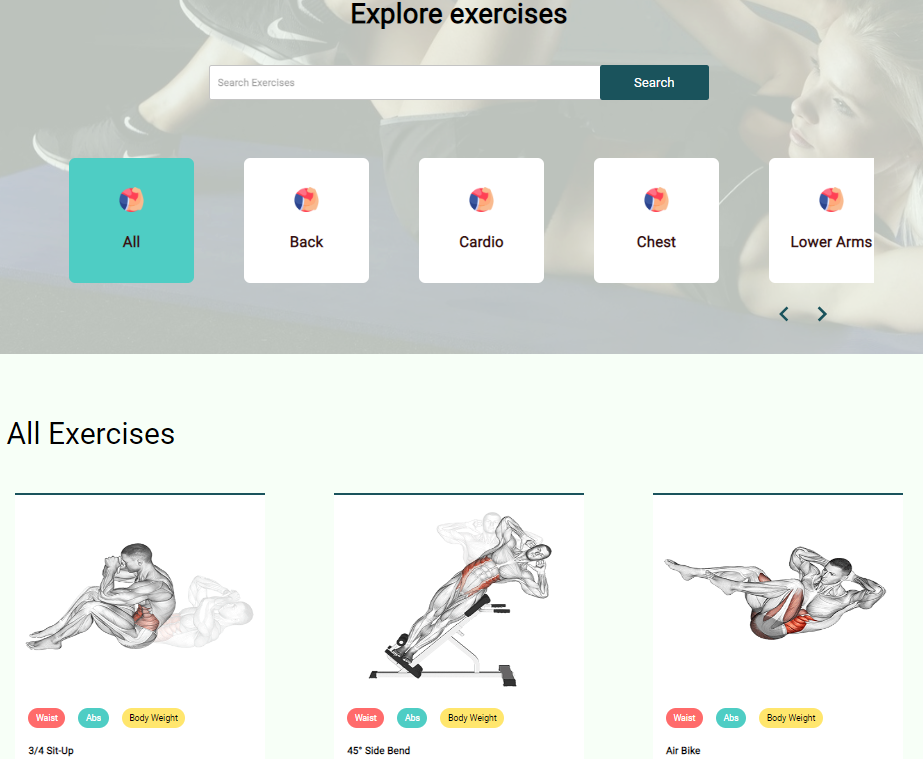 Explore exercises
Search Exercises
Search
All
Back
Cardio
Chest
Lower Arms
All Exercises
Waist Abs Body Weight
3/4 Sit-Up
Waist Abs Body Weight
45° Side Bend
Waist Abs Body Weight
Air Bike